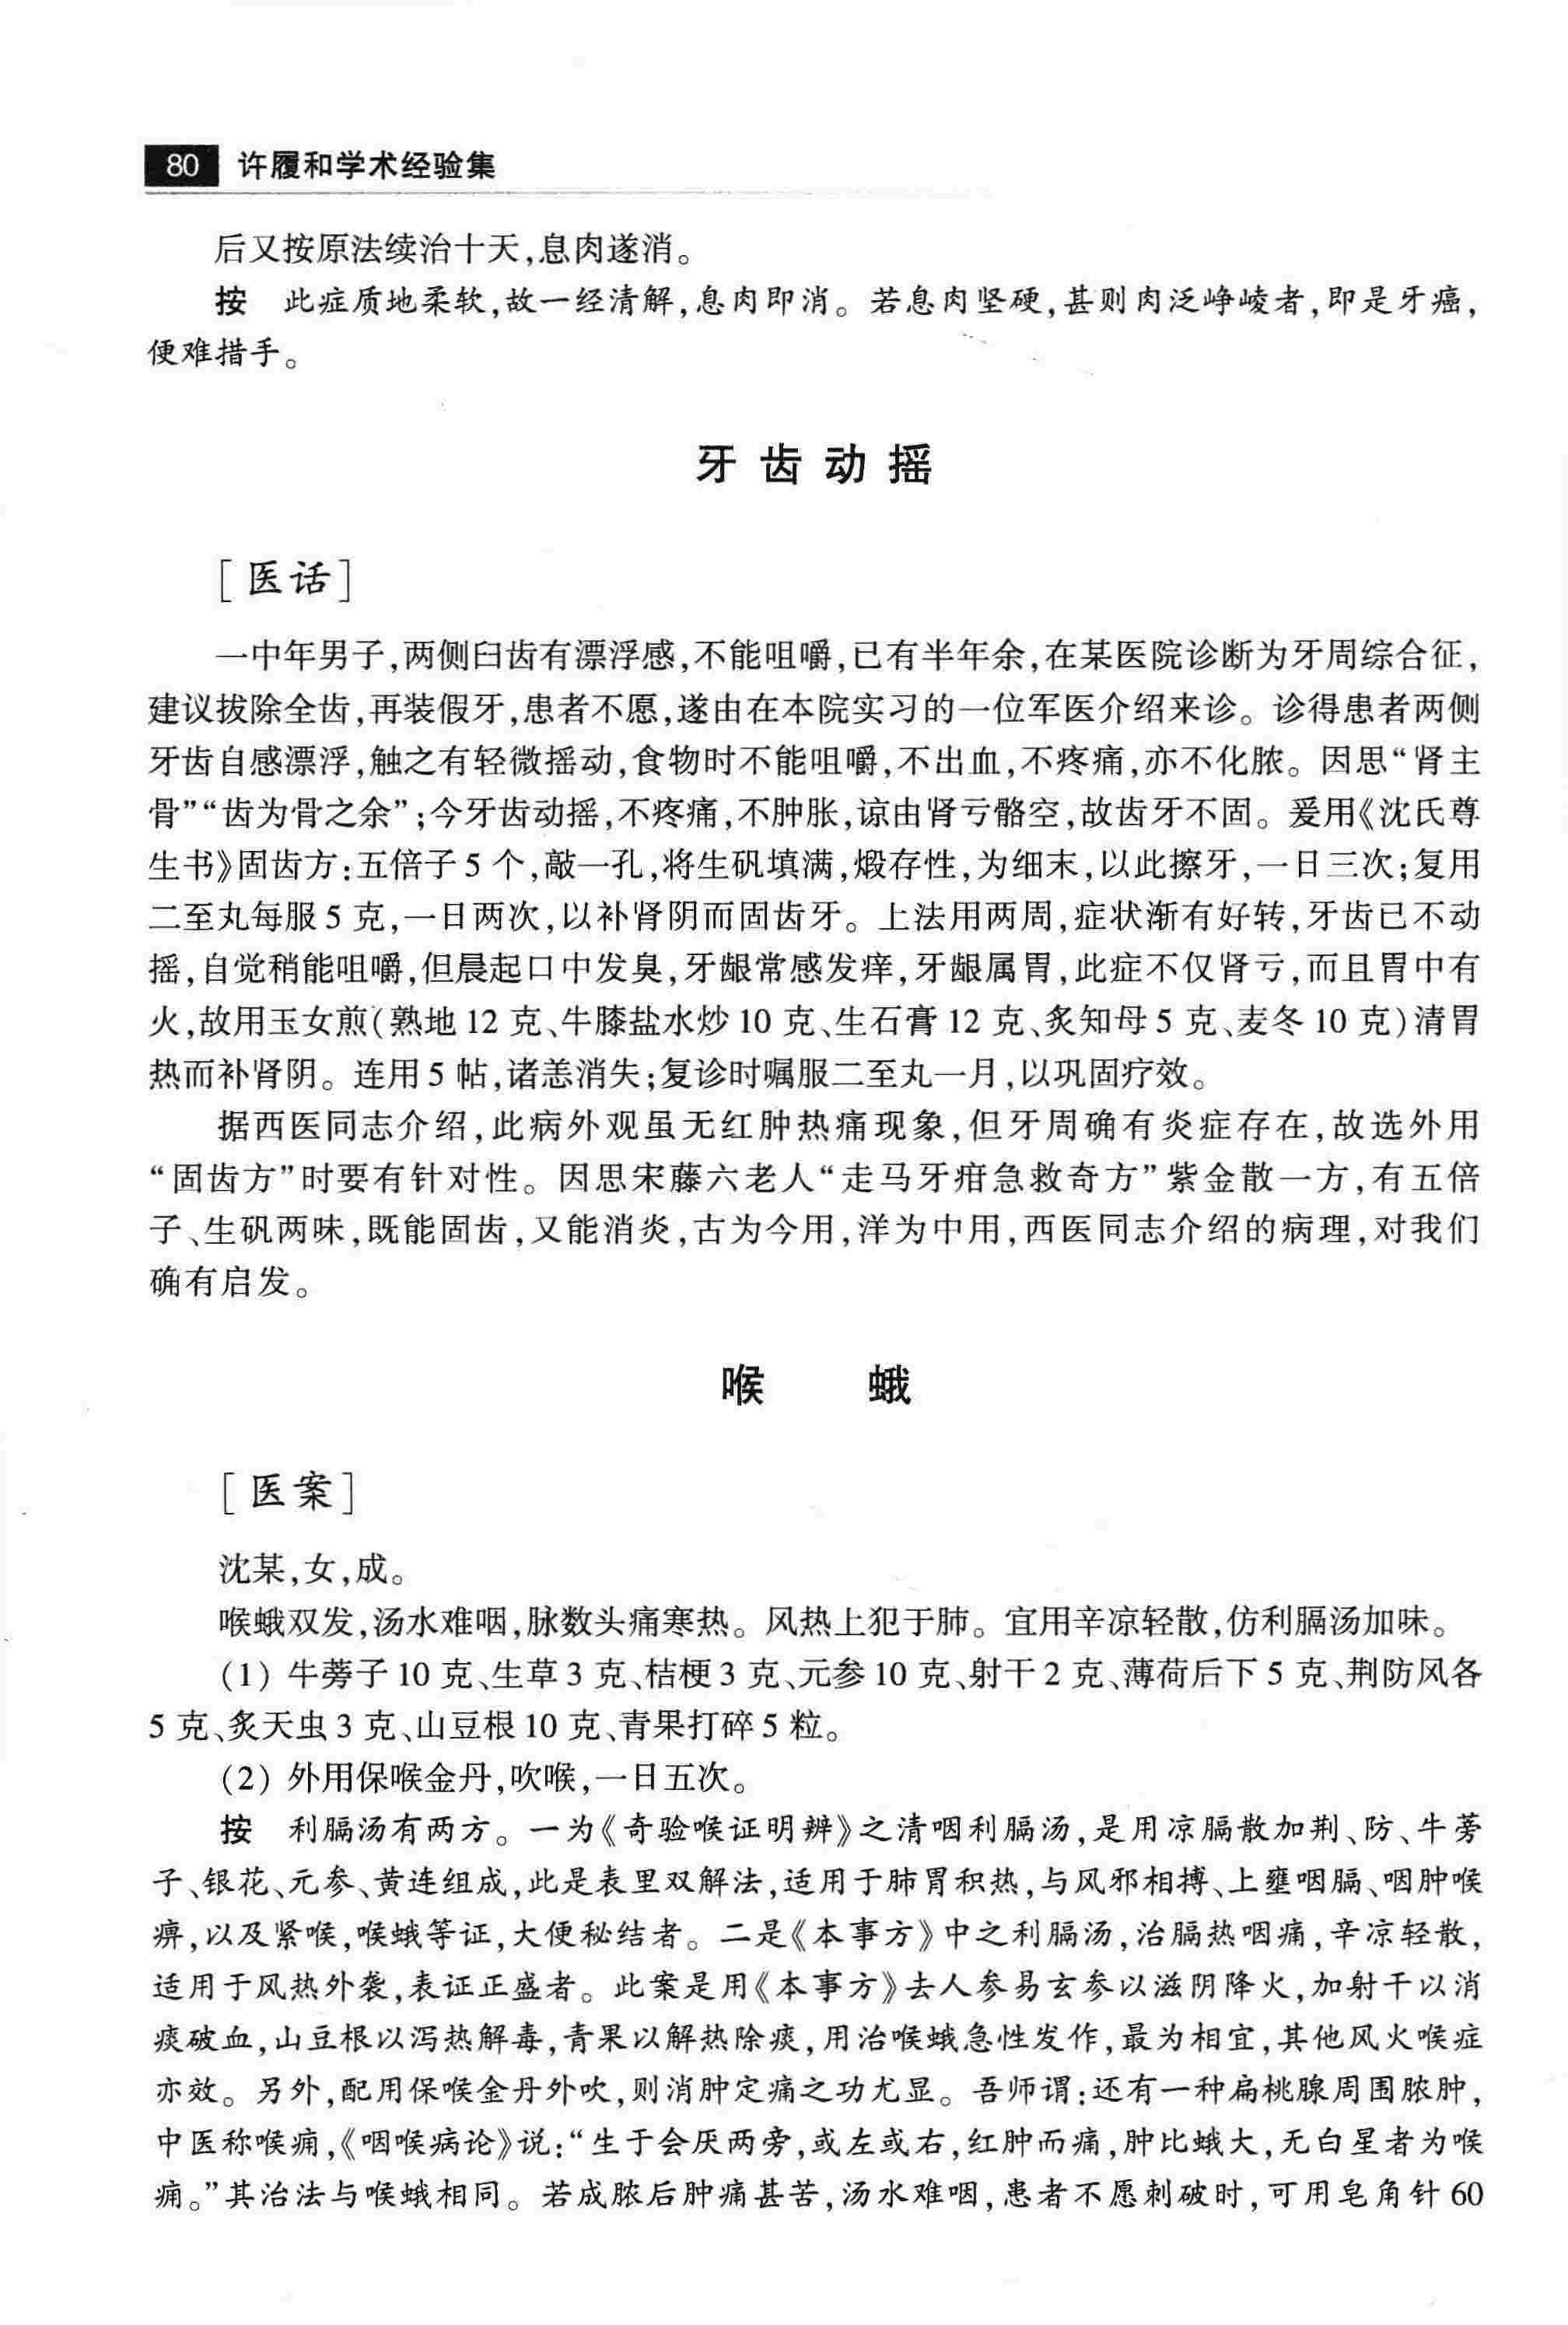 80 许履和学术经验集
后又按原法续治十天,息肉遂消。
按 此症质地柔软,故一经清解,息肉即消。若息肉坚硬,甚则肉泛峥崚者,即是牙癌,
便难措手。
牙齿动摇
[医话]
一中年男子,两侧臼齿有漂浮感,不能咀嚼,已有半年余,在某医院诊断为牙周综合征,
建议拔除全齿,再装假牙,患者不愿,遂由在本院实习的一位军医介绍来诊。诊得患者两侧
牙齿自感漂浮,触之有轻微摇动,食物时不能咀嚼,不出血,不疼痛,亦不化脓。因思“肾主
骨”“齿为骨之余”;今牙齿动摇,不疼痛,不肿胀,谅由肾亏骼空,故齿牙不固。爰用《沈氏尊
生书》固齿方:五倍子5个,敲一孔,将生矾填满,煅存性,为细末,以此擦牙,一日三次;复用
二至丸每服5克,一日两次,以补肾阴而固齿牙。上法用两周,症状渐有好转,牙齿已不动
摇,自觉稍能咀嚼,但晨起口中发臭,牙龈常感发痒,牙龈属胃,此症不仅肾亏,而且胃中有
火,故用玉女煎(熟地12克、牛膝盐水炒10克、生石膏12克、炙知母5克、麦冬10克)清胃
热而补肾阴。连用5帖,诸恙消失;复诊时嘱服二至丸一月,以巩固疗效。
据西医同志介绍,此病外观虽无红肿热痛现象,但牙周确有炎症存在,故选外用
“固齿方”时要有针对性。因思宋藤六老人“走马牙疳急救奇方”紫金散一方,有五倍
子、生矾两味,既能固齿,又能消炎,古为今用,洋为中用,西医同志介绍的病理,对我们
确有启发。
喉蛾
[医案]
沈某,女,成。
喉蛾双发,汤水难咽,脉数头痛寒热。风热上犯于肺。宜用辛凉轻散,仿利膈汤加味。
(1) 牛蒡子10克、生草3克、桔梗3克、元参10克、射干2克、薄荷后下5克、荆防风各
5克、炙天虫3克、山豆根10克、青果打碎5粒。
(2) 外用保喉金丹,吹喉,一日五次。
按 利膈汤有两方。一为《奇验喉证明辨》之清咽利膈汤,是用凉膈散加荆、防、牛蒡
子、银花、元参、黄连组成,此是表里双解法,适用于肺胃积热,与风邪相搏、上壅咽膈、咽肿喉
痹,以及紧喉,喉蛾等证,大便秘结者。二是《本事方》中之利膈汤,治膈热咽痛,辛凉轻散,
适用于风热外袭,表证正盛者。此案是用《本事方》去人参易玄参以滋阴降火,加射干以消
痰破血,山豆根以泻热解毒,青果以解热除痰,用治喉蛾急性发作,最为相宜,其他风火喉症
亦效。另外,配用保喉金丹外吹,则消肿定痛之功尤显。吾师谓:还有一种扁桃腺周围脓肿,
中医称喉痈,《咽喉病论》说:“生于会厌两旁,或左或右,红肿而痛,肿比蛾大,无白星者为喉
痈。”其治法与喉蛾相同。若成脓后肿痛甚苦,汤水难咽,患者不愿刺破时,可用皂角针60